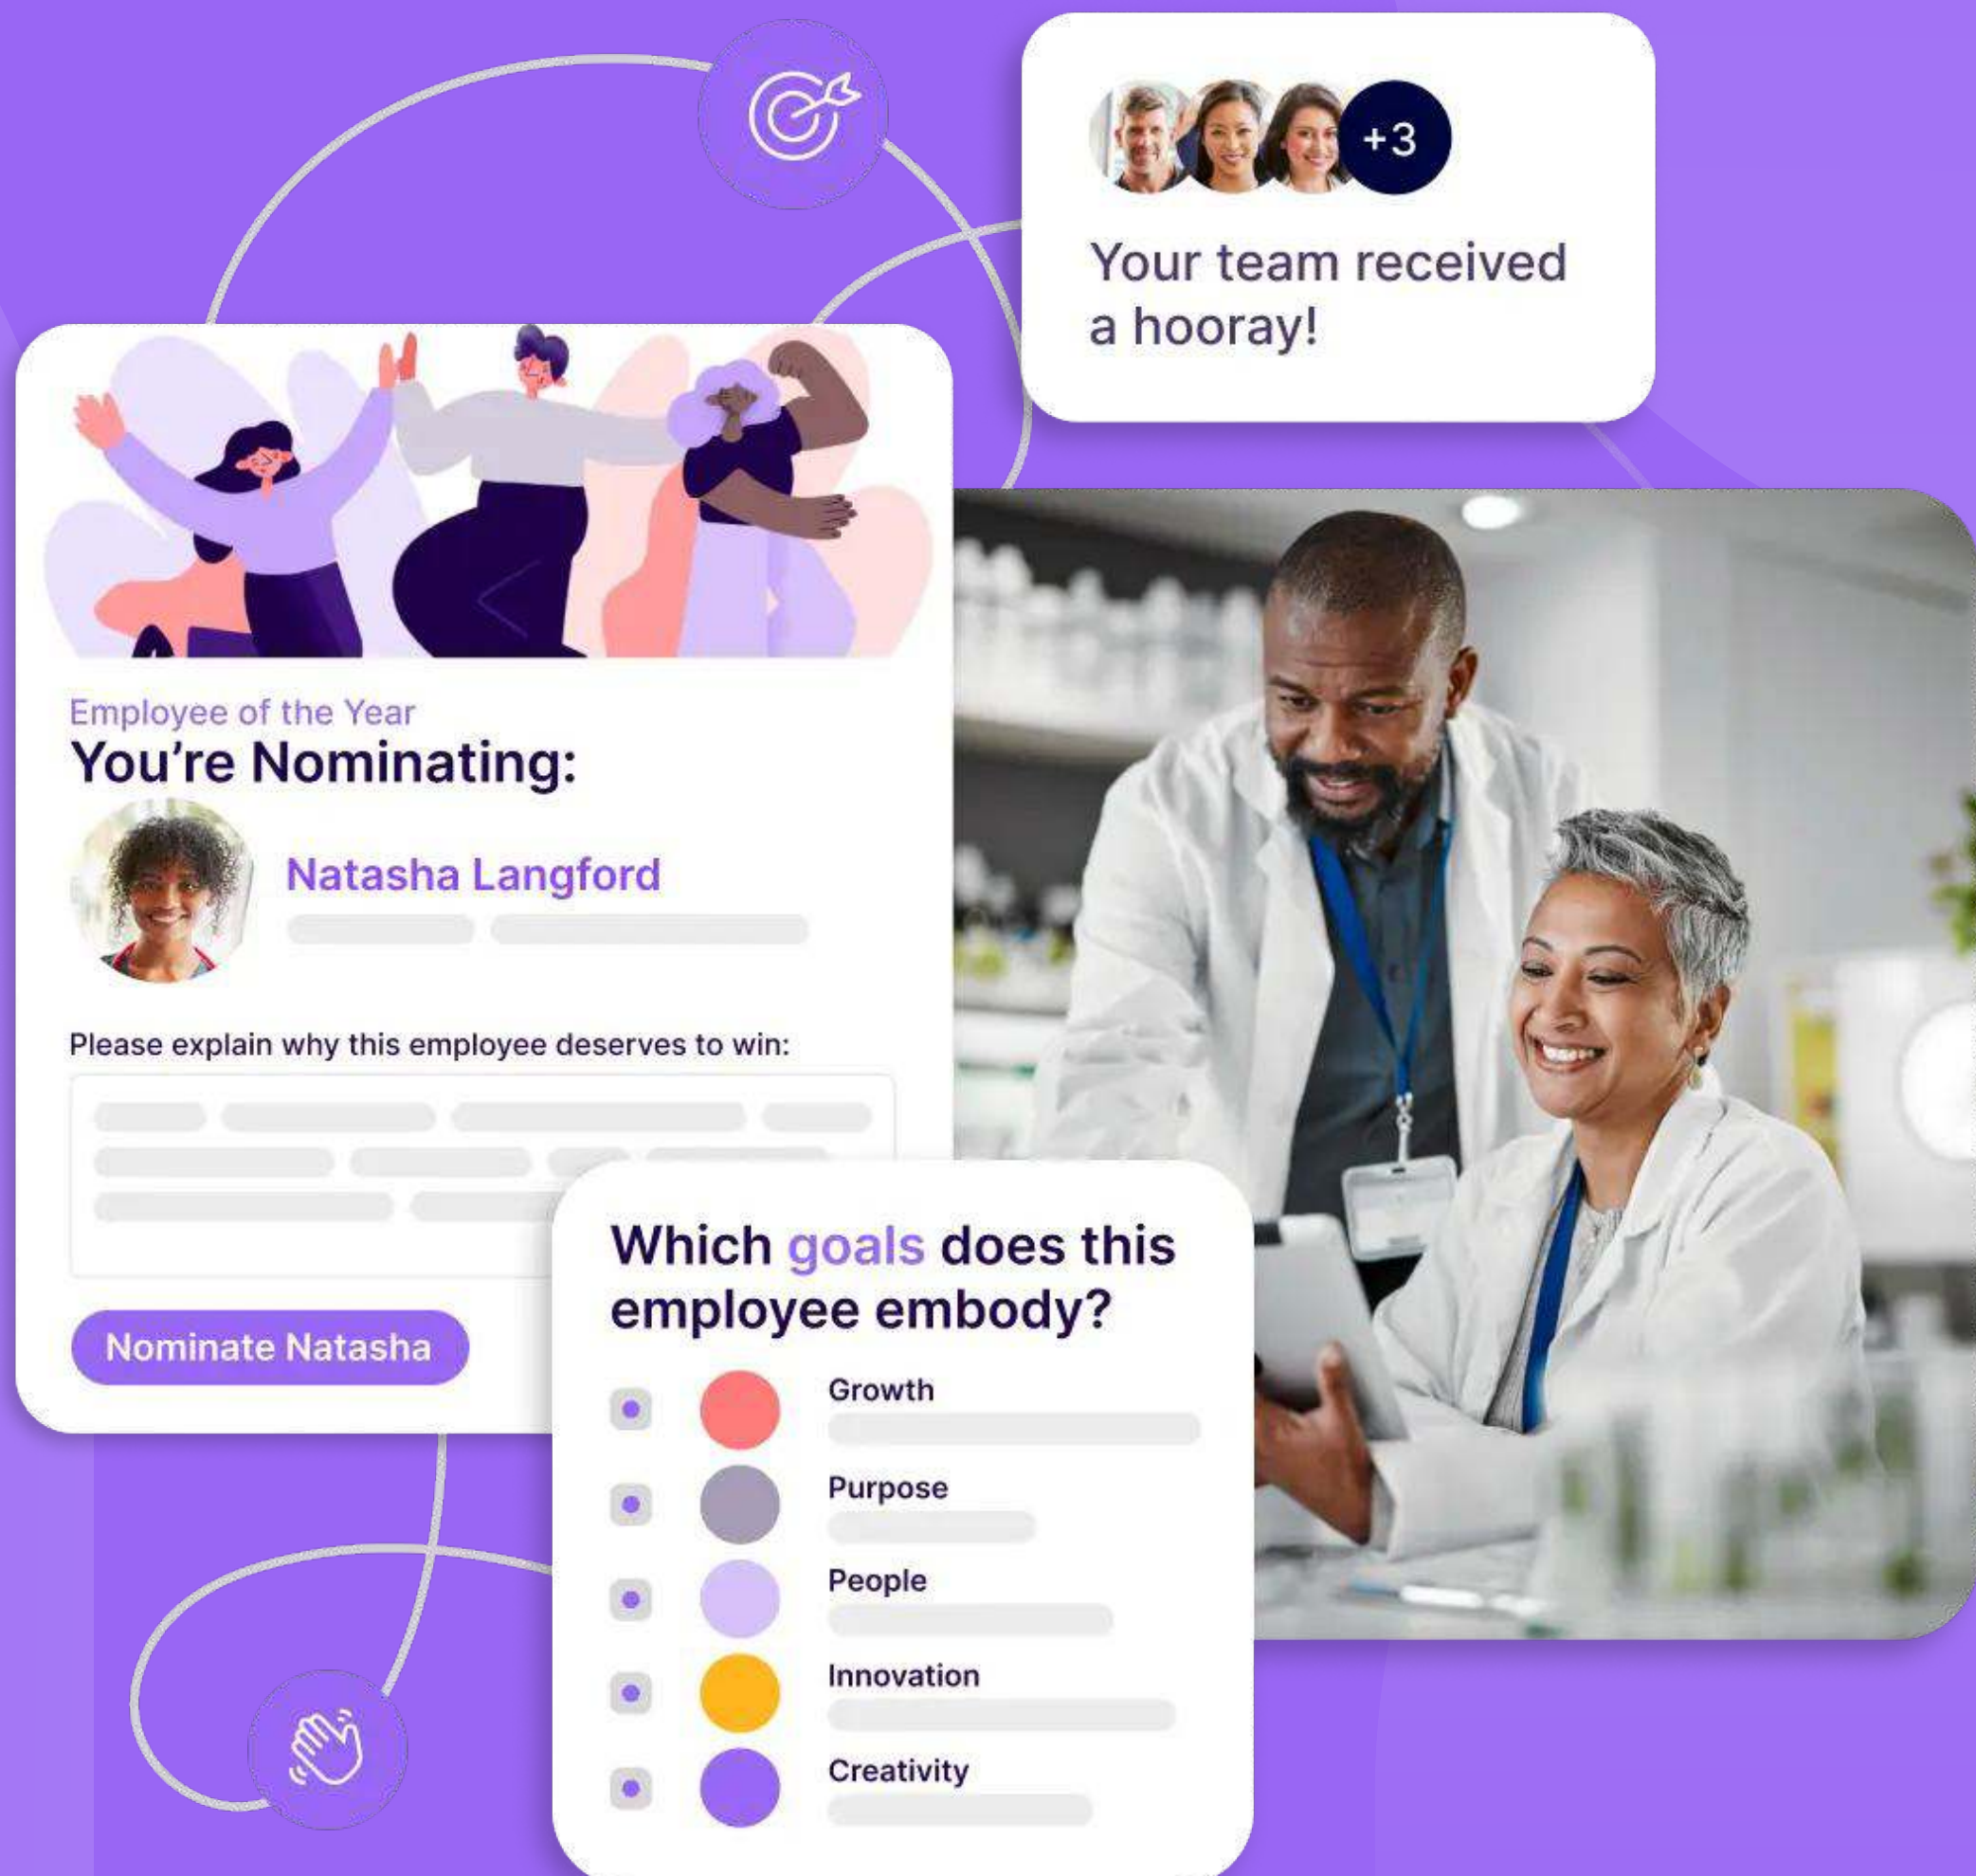 +3
Your team received
a hooray!
Employee of the Year
You’re Nominating:
Natasha Langford
Please explain why this employee deserves to win:
Nominate Natasha
Which goals does this
employee embody?
Growth
Purpose
People
Innovation
Creativity